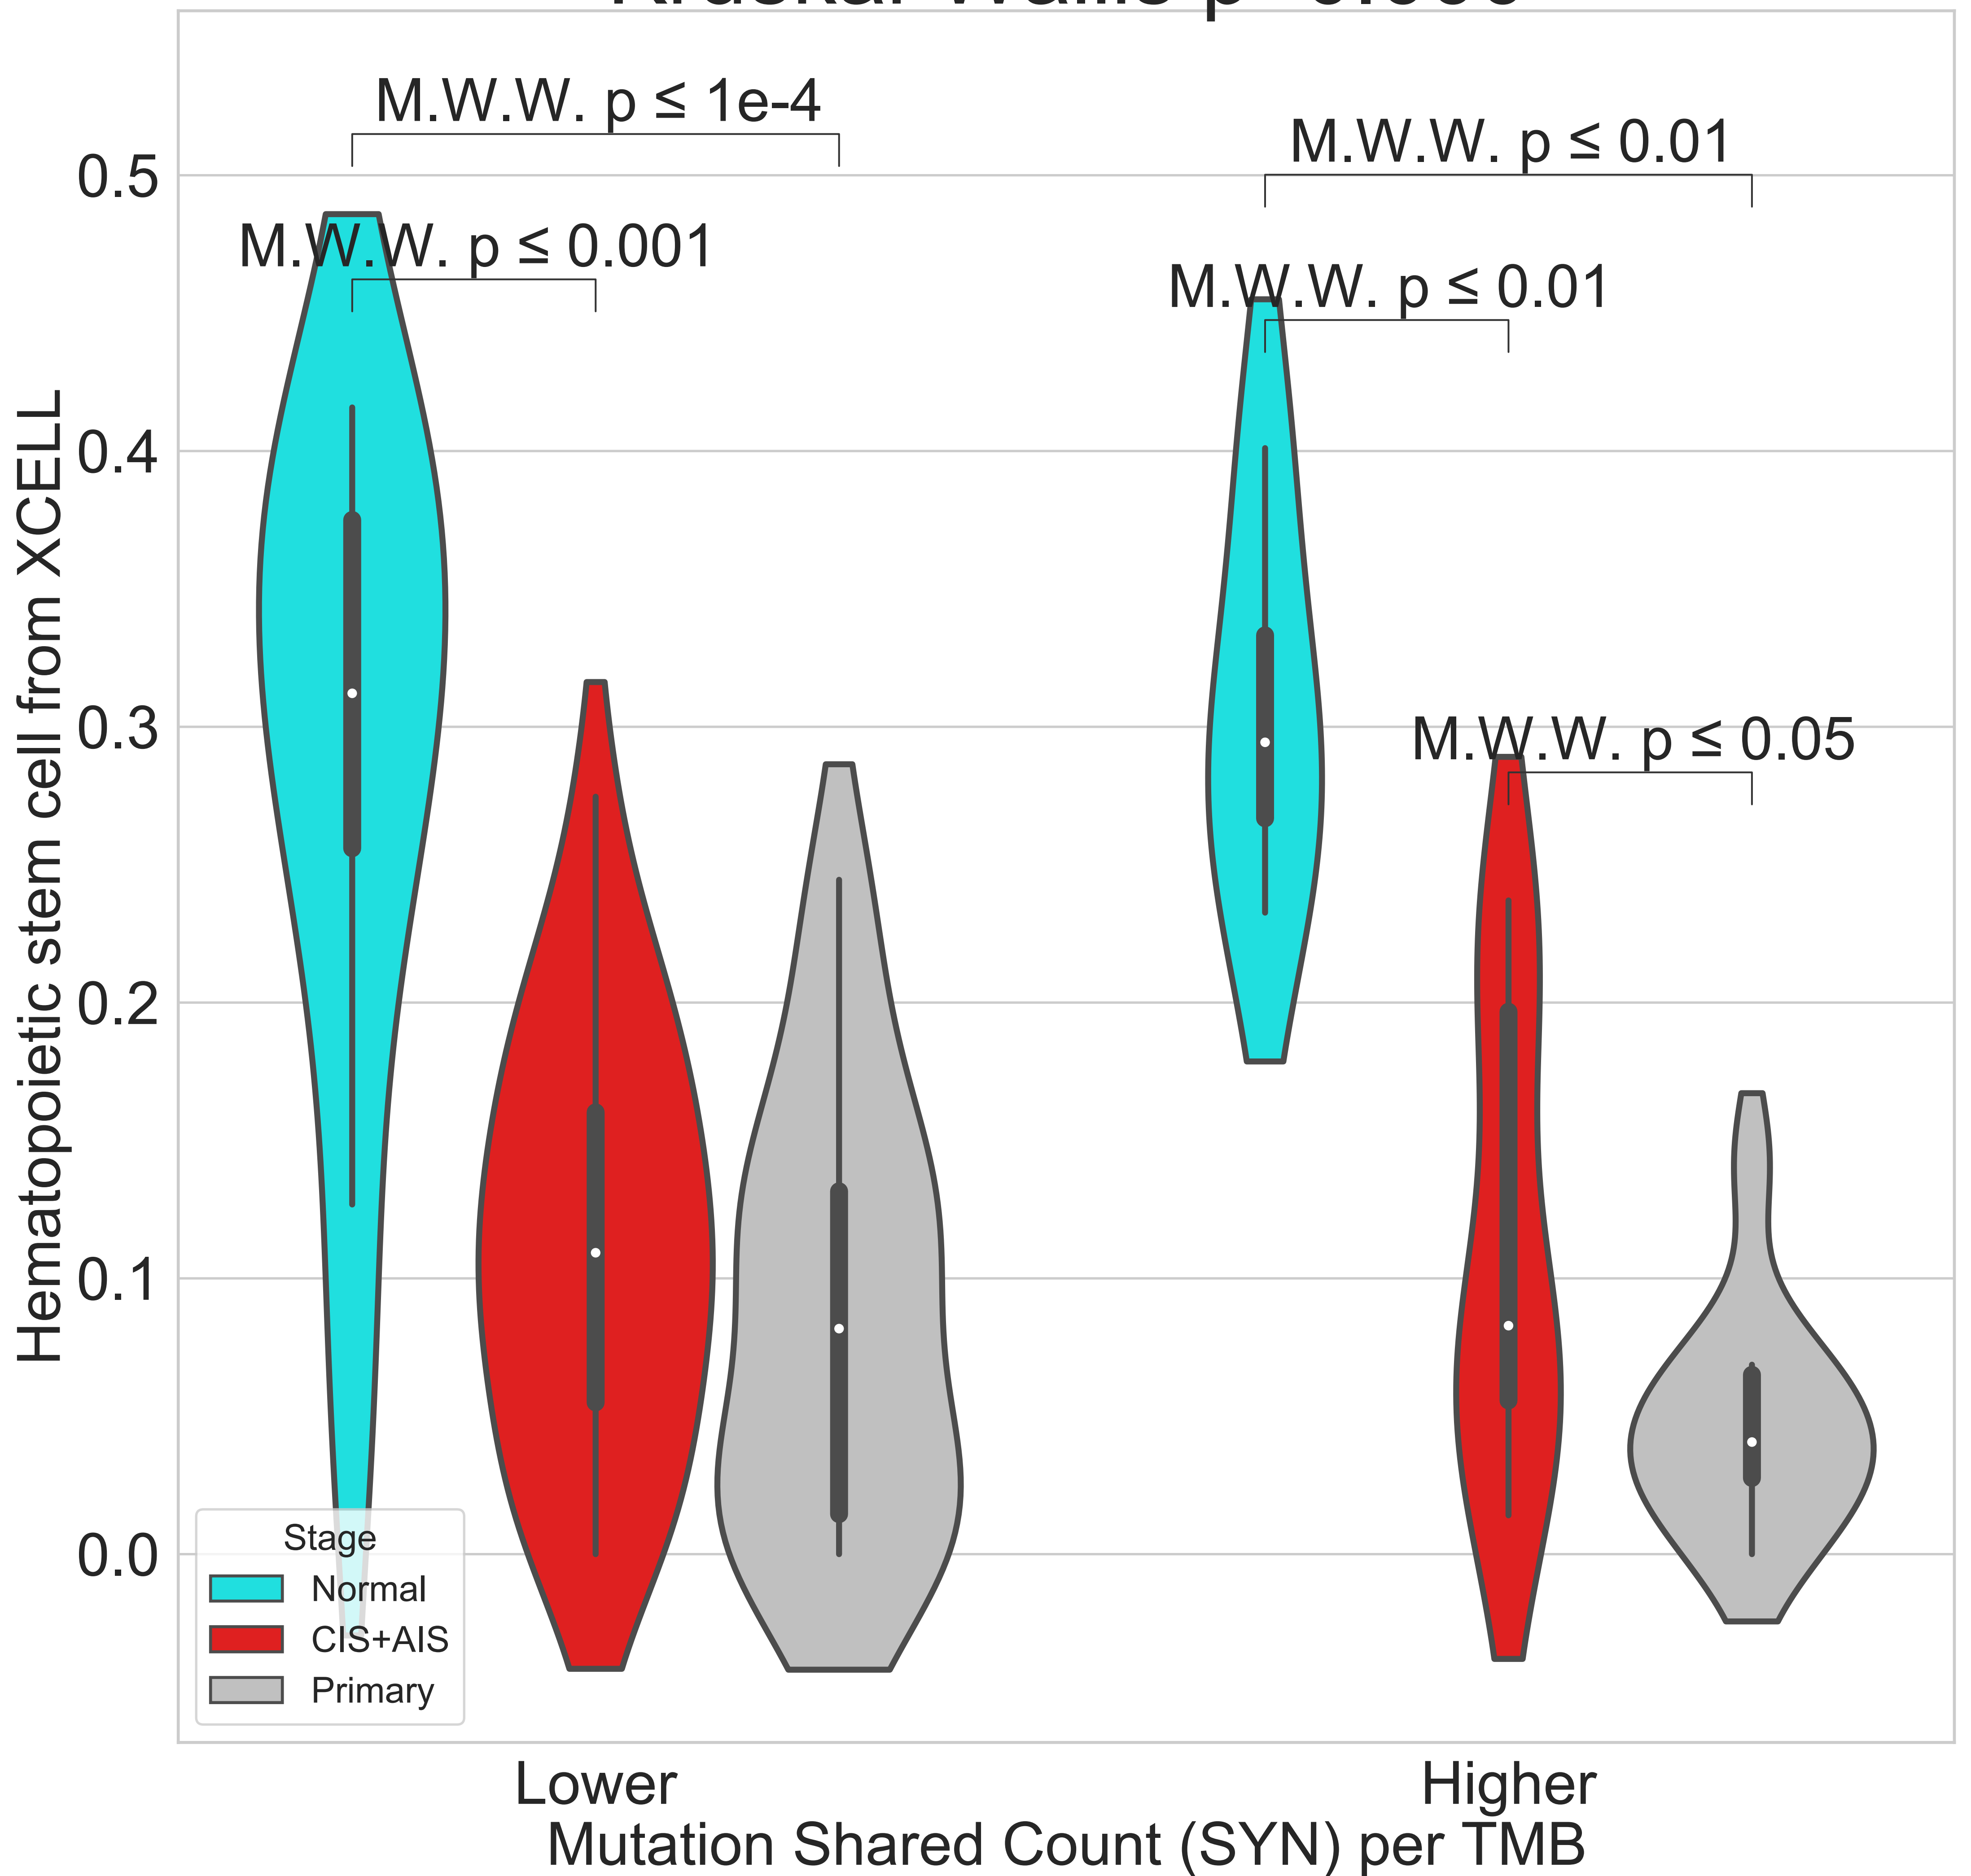 M.W.W. p ≤ 1e-4
M.W.W. p ≤ 0.01
M.W.W. p ≤ 0.001
M.W.W. p ≤ 0.01
M.W.W. p ≤ 0.05
Hematopoietic stem cell from XCELL
0.5
0.4
0.3
0.2
0.1
0.0
Stage
Normal
CIS+AIS
Primary
Lower
Higher
Mutation Shared Count (SYN) per TMB